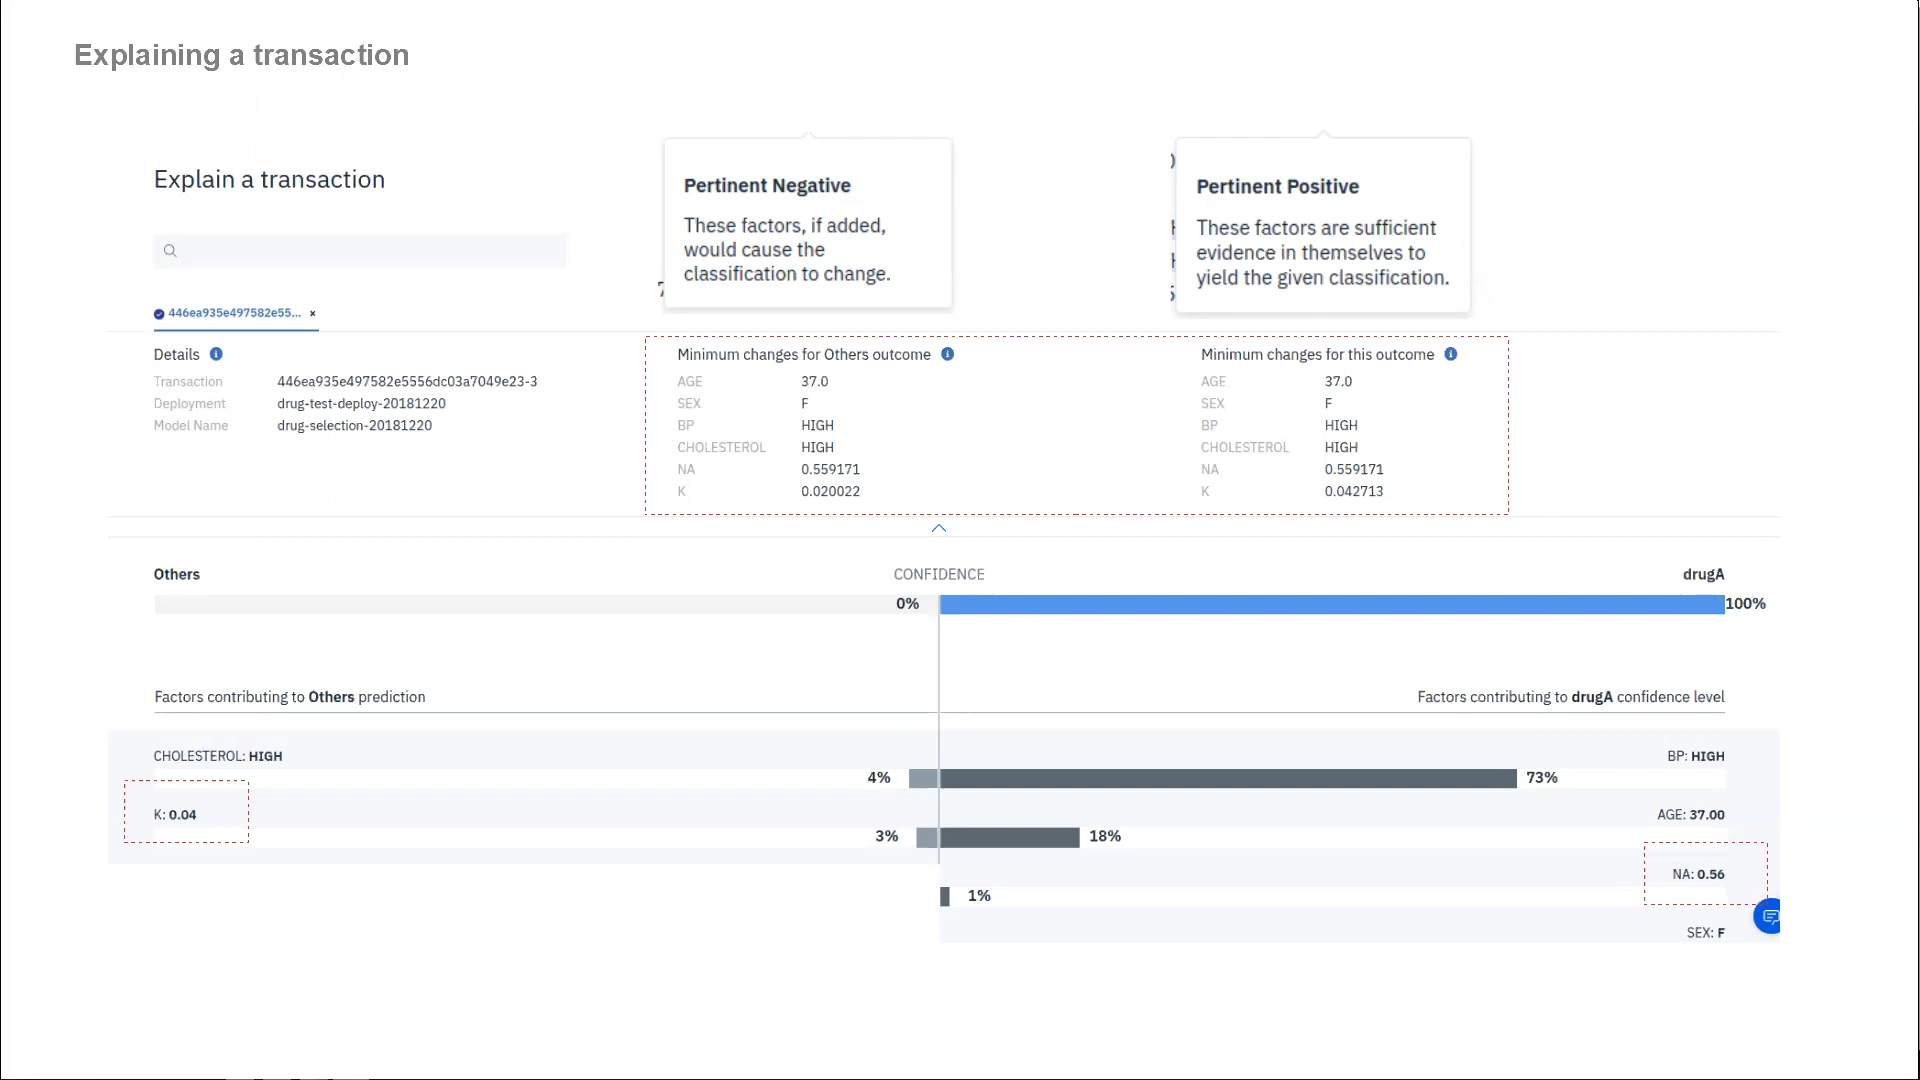 Explaining a transaction
Explain a transaction
Pertinent Negative
These factors, if added,
would cause the
classification to change.
Pertinent Positive
These factors are sufficient
evidence in themselves to
yield the given classification.
446ea935e497582e55... ×
Details
Transaction 446ea935e497582e5556dc03a7049e23-3
Deployment drug-test-deploy-20181220
Model Name drug-selection-20181220
Minimum changes for Others outcome
AGE 37.0
SEX F
BP HIGH
CHOLESTEROL HIGH
NA 0.559171
K 0.020022
Minimum changes for this outcome
AGE 37.0
SEX F
BP HIGH
CHOLESTEROL HIGH
NA 0.559171
K 0.042713
Others CONFIDENCE drugA
0% 100%
Factors contributing to Others prediction
Factors contributing to drugA confidence level
CHOLESTEROL: HIGH BP: HIGH
4% 73%
K: 0.04 AGE: 37.00
3% 18%
NA: 0.56
1%
SEX: F